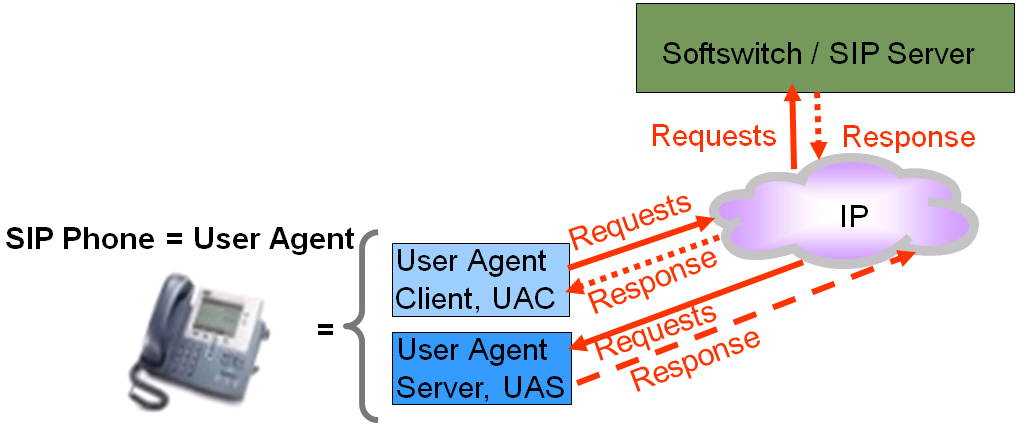 Softswitch / SIP Server
Requests
Response
IP
Requests
Response
Requests
Response
SIP Phone = User Agent
=
User Agent
Client, UAC
User Agent
Server, UAS